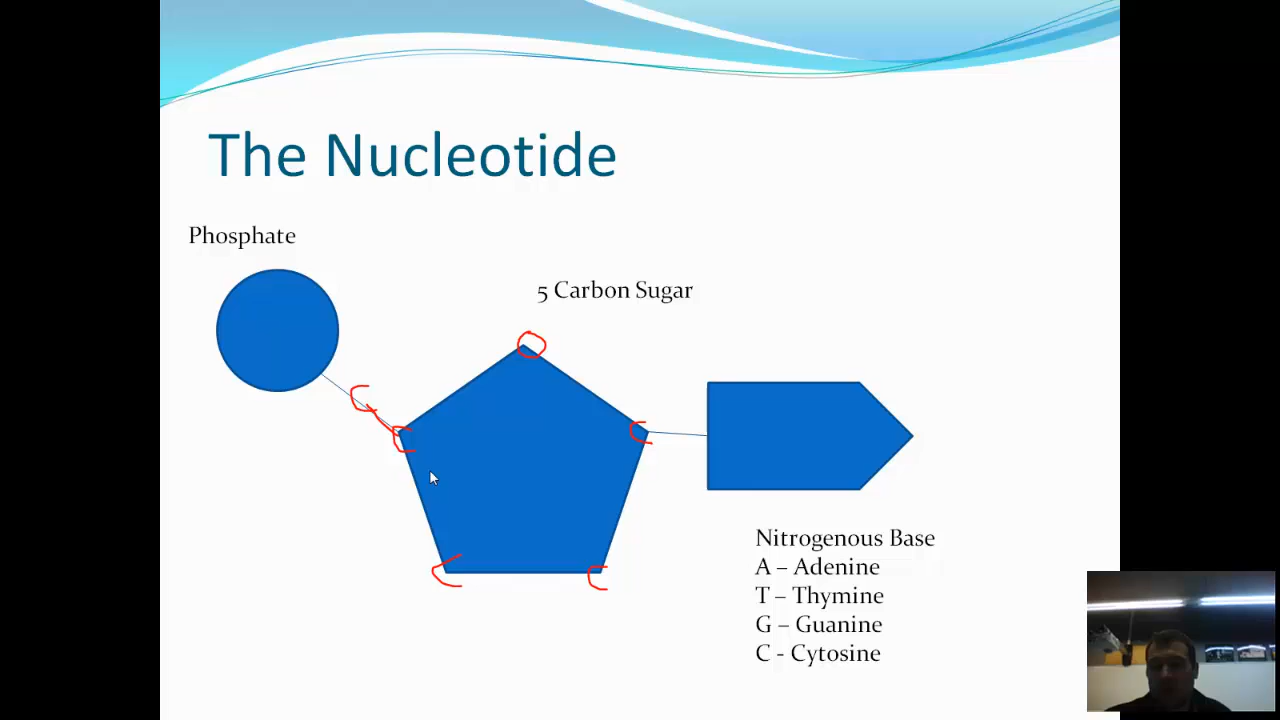 The Nucleotide
Phosphate
5 Carbon Sugar
O
C
C
C
C
C
Nitrogenous Base
A – Adenine
T – Thymine
G – Guanine
C - Cytosine